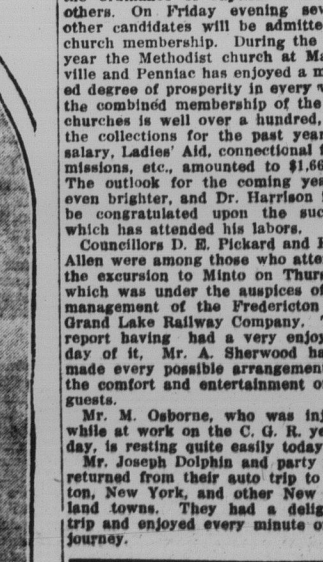 others. On Friday evening sev
other candidates will be admitte
church membership. During the
year the Methodist church at Ma
ville and Penniac has enjoyed a m
ed degree of prosperity in every
the combined membership of the
churches is well over a hundred,
the collections for the past year
salary, Ladies' Aid, connectional f
missions, etc., amounted to $1,66
The outlook for the coming yea
even brighter, and Dr. Harrison
be congratulated upon the suc
which has attended his labors.
Councillors D. E. Pickard and
Allen were among those who atte
the excursion to Minto on Thurs
which was under the auspices of
management of the Fredericton
Grand Lake Railway Company.
report having had a very enjoy
day of it, Mr. A. Sherwood ha
made every possible arrangemen
the comfort and entertainment o
guests.
Mr. M. Osborne, who was inj
while at work on the C. G. R. ye
day, is resting quite easily today
Mr. Joseph Dolphin and party
returned from their auto trip to
ton, New York, and other New
land towns. They had a delig
trip and enjoyed every minute o
journey.